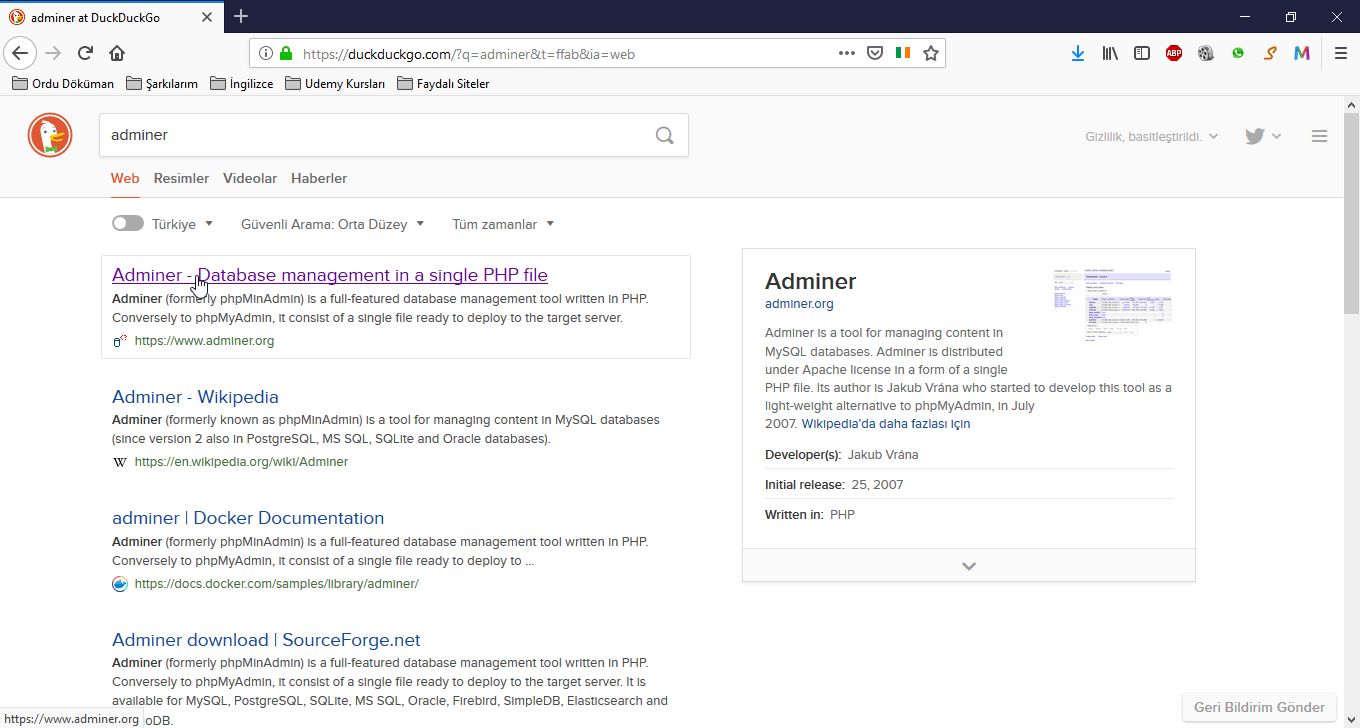 adminer at DuckDuckGo
https://duckduckgo.com/?q=adminer&t=ffab&ia=web
ABP
Ordu Döküman Şarkılarım İngilizce Udemy Kursları Faydalı Siteler
adminer
Gizlilik, basitleştirildi.
Web Resimler Videolar Haberler
Türkiye Güvenli Arama: Orta Düzey Tüm zamanlar
Adminer - Database management in a single PHP file
Adminer (formerly phpMinAdmin) is a full-featured database management tool written in PHP.
Conversely to phpMyAdmin, it consist of a single file ready to deploy to the target server.
https://www.adminer.org
Adminer - Wikipedia
Adminer (formerly known as phpMinAdmin) is a tool for managing content in MySQL databases
(since version 2 also in PostgreSQL, MS SQL, SQLite and Oracle databases).
W https://en.wikipedia.org/wiki/Adminer
adminer | Docker Documentation
Adminer (formerly phpMinAdmin) is a full-featured database management tool written in PHP.
Conversely to phpMyAdmin, it consist of a single file ready to deploy to ...
https://docs.docker.com/samples/library/adminer/
Adminer download | SourceForge.net
Adminer (formerly phpMinAdmin) is a full-featured database management tool written in PHP.
Conversely to phpMyAdmin, it consist of a single file ready to deploy to the target server. It is
available for MySQL, PostgreSQL, SQLite, MS SQL, Oracle, Firebird, SimpleDB, Elasticsearch and
oDB.
https://www.adminer.org
Adminer
adminer.org
Adminer is a tool for managing content in
MySQL databases. Adminer is distributed
under Apache license in a form of a single
PHP file. Its author is Jakub Vrána who started to develop this tool as a
light-weight alternative to phpMyAdmin, in July
2007. Wikipedia'da daha fazlası için
Developer(s): Jakub Vrána
Initial release: 25, 2007
Written in: PHP
Geri Bildirim Gönder